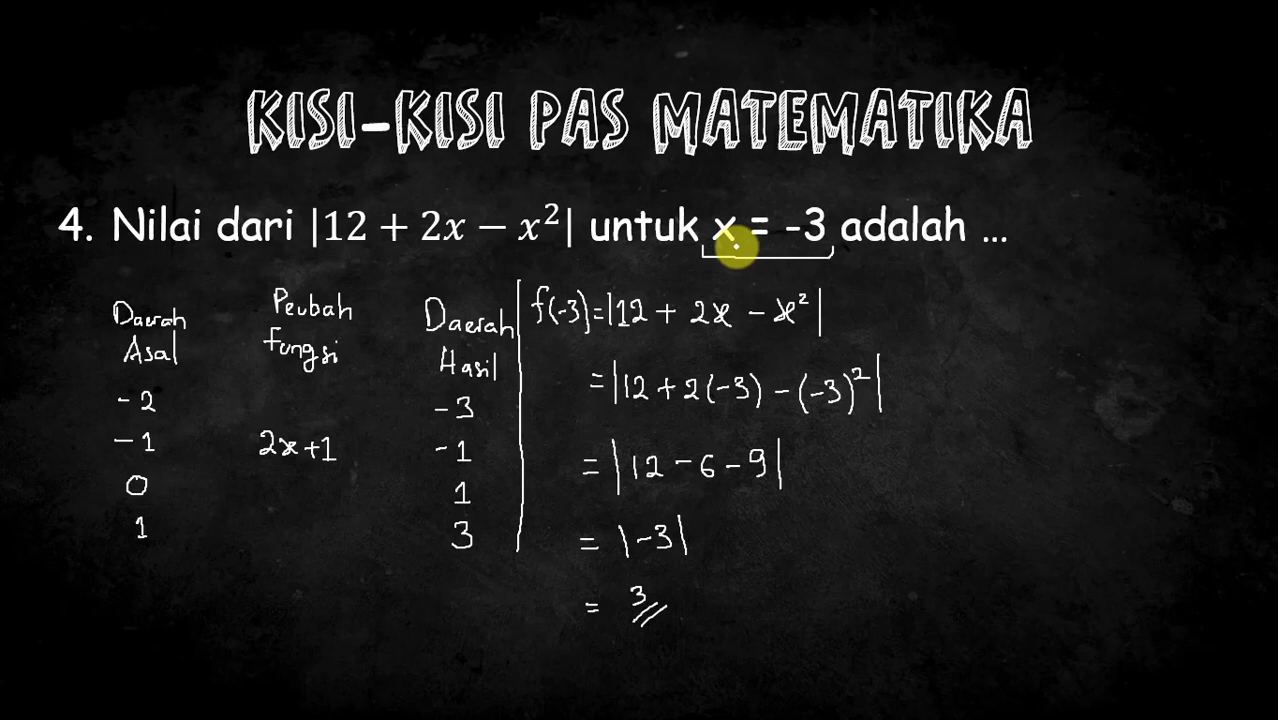 KISI-KISI PAS MATEMATIKA
4. Nilai dari |12 + 2x − x²| untuk x = -3 adalah ...
Daerah Asal
-2
-1
0
1
Peubah Fungsi
2x+1
Daerah Hasil
-3
-1
1
3
f(-3)=|12 + 2x - x²|
=|12+2(-3)-(-3)²|
=|12-6-9|
= |-3|
= 3